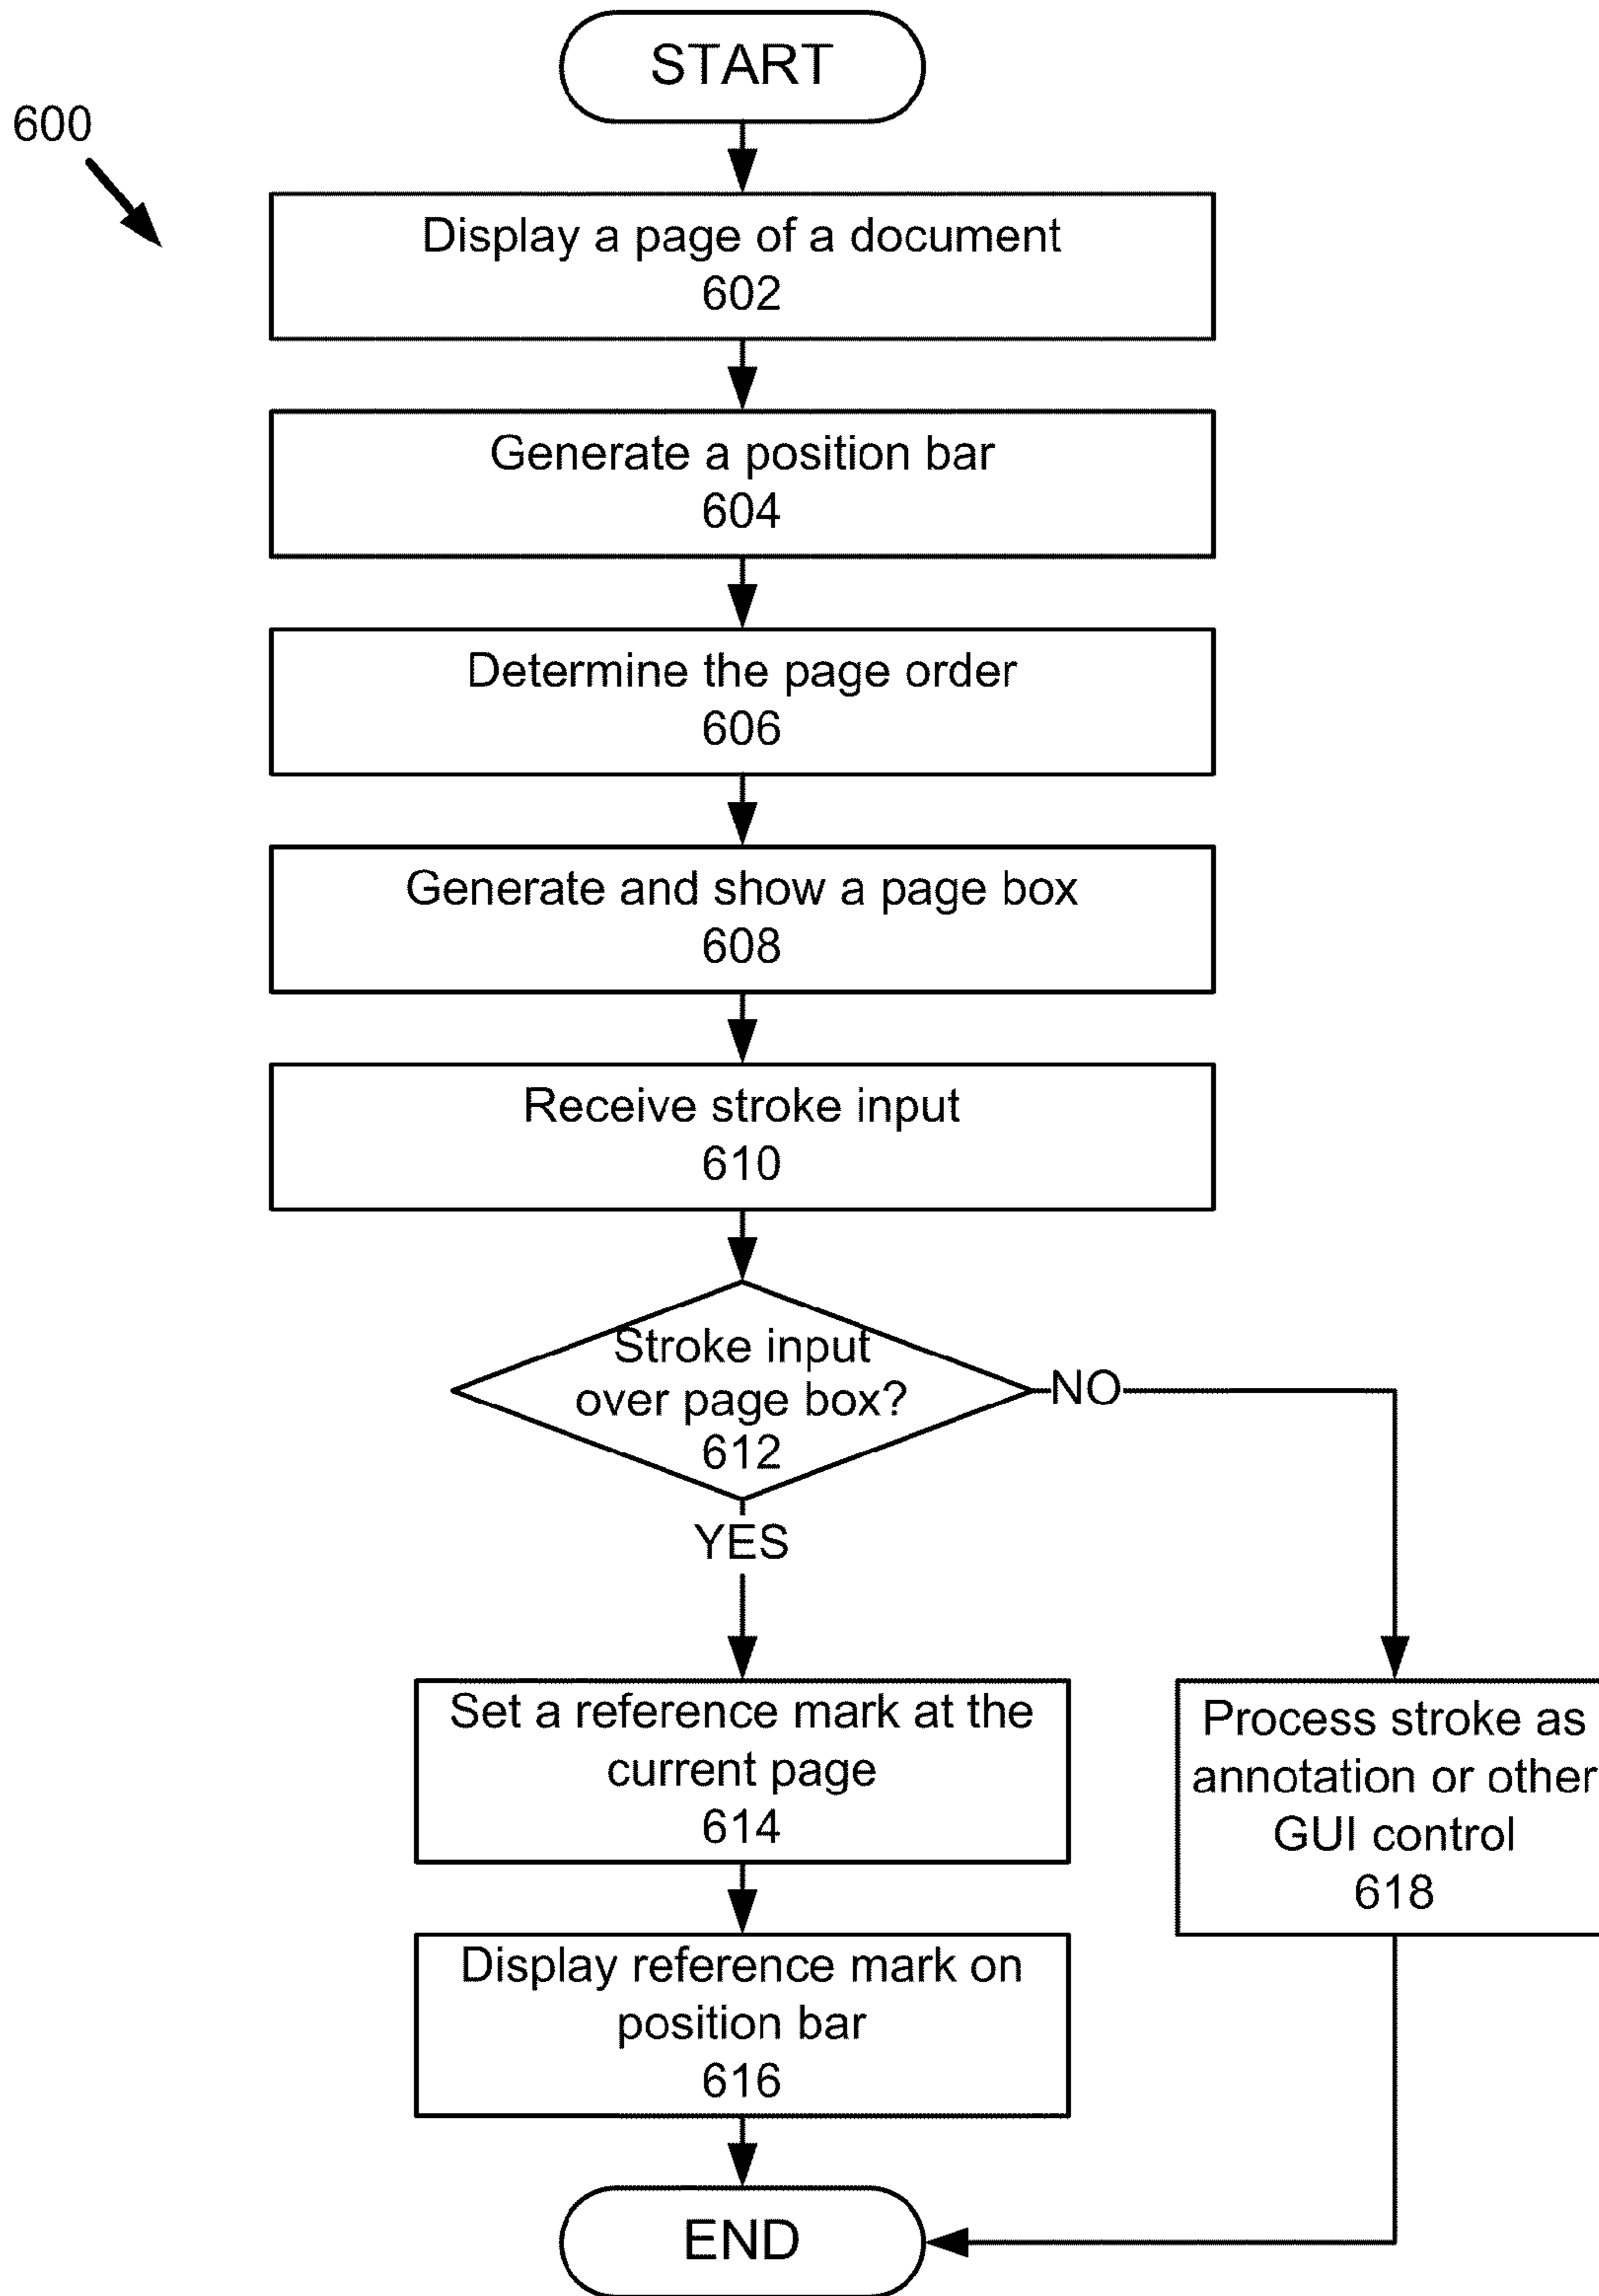 START
600
Display a page of a document
602
Generate a position bar
604
Determine the page order
606
Generate and show a page box
608
Receive stroke input
610
Stroke input
over page box?
612
NO
YES
Set a reference mark at the
current page
614
Process stroke as
annotation or other
GUI control
618
Display reference mark on
position bar
616
END